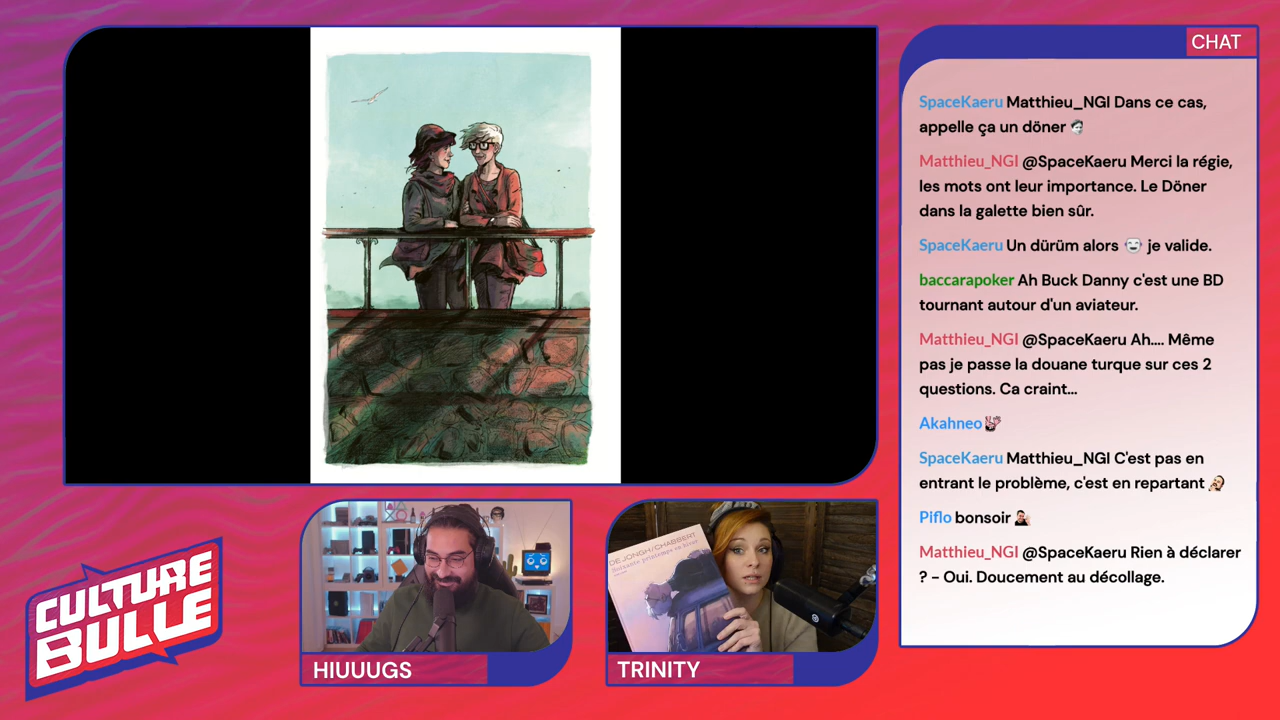 CHAT
SpaceKaeru Matthieu_NGI Dans ce cas,
appelle ça un döner
Matthieu_NGI @SpaceKaeru Merci la régie,
les mots ont leur importance. Le Döner
dans la galette bien sûr.
SpaceKaeru Un dürüm alors je valide.
baccarapoker Ah Buck Danny c'est une BD
tournant autour d'un aviateur.
Matthieu_NGI @SpaceKaeru Ah.... Même
pas je passe la douane turque sur ces 2
questions. Ca craint...
Akahneo
SpaceKaeru Matthieu_NGI C'est pas en
entrant le problème, c'est en repartant
Piflo bonsoir
Matthieu_NGI @SpaceKaeru Rien à déclarer
? - Oui. Doucement au décollage.
DE JONGH/CHABBERT
Soixante printemps en hiver
CULTURE
BULLE
HIUUUGS
TRINITY